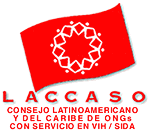 LACCASO
CONSEJO LATINOAMERICANO
Y DEL CARIBE DE ONGs
CON SERVICIO EN VIH / SIDA